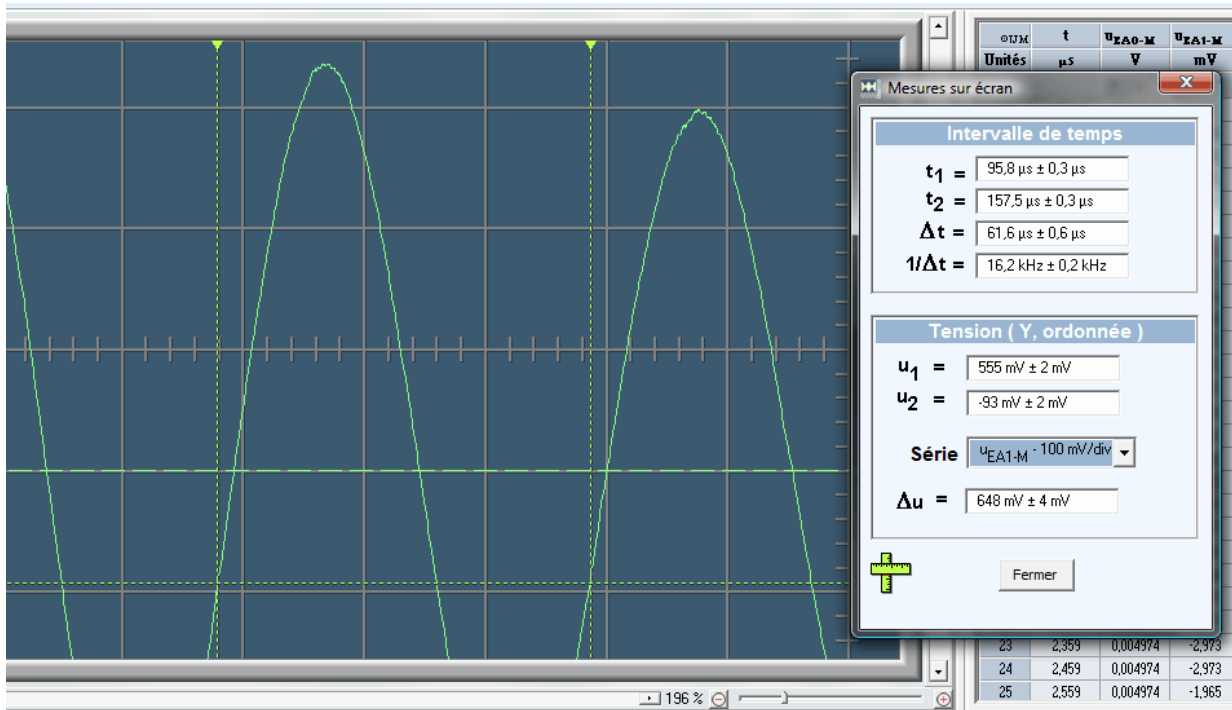 ⊙IJM t uEA0-M uEA1-M
Unités µs V mV
Mesures sur écran
X
Intervalle de temps
t1 = 95,8 µs ± 0,3 µs
t2 = 157,5 µs ± 0,3 µs
Δt = 61,6 µs ± 0,6 µs
1/Δt = 16,2 kHz ± 0,2 kHz
Tension ( Y, ordonnée )
u1 = 555 mV ± 2 mV
u2 = -93 mV ± 2 mV
Série uEA1-M - 100 mV/div
Δu = 648 mV ± 4 mV
Fermer
23 2,359 0,004974 -2,973
24 2,459 0,004974 -2,973
25 2,559 0,004974 -1,965
196 %